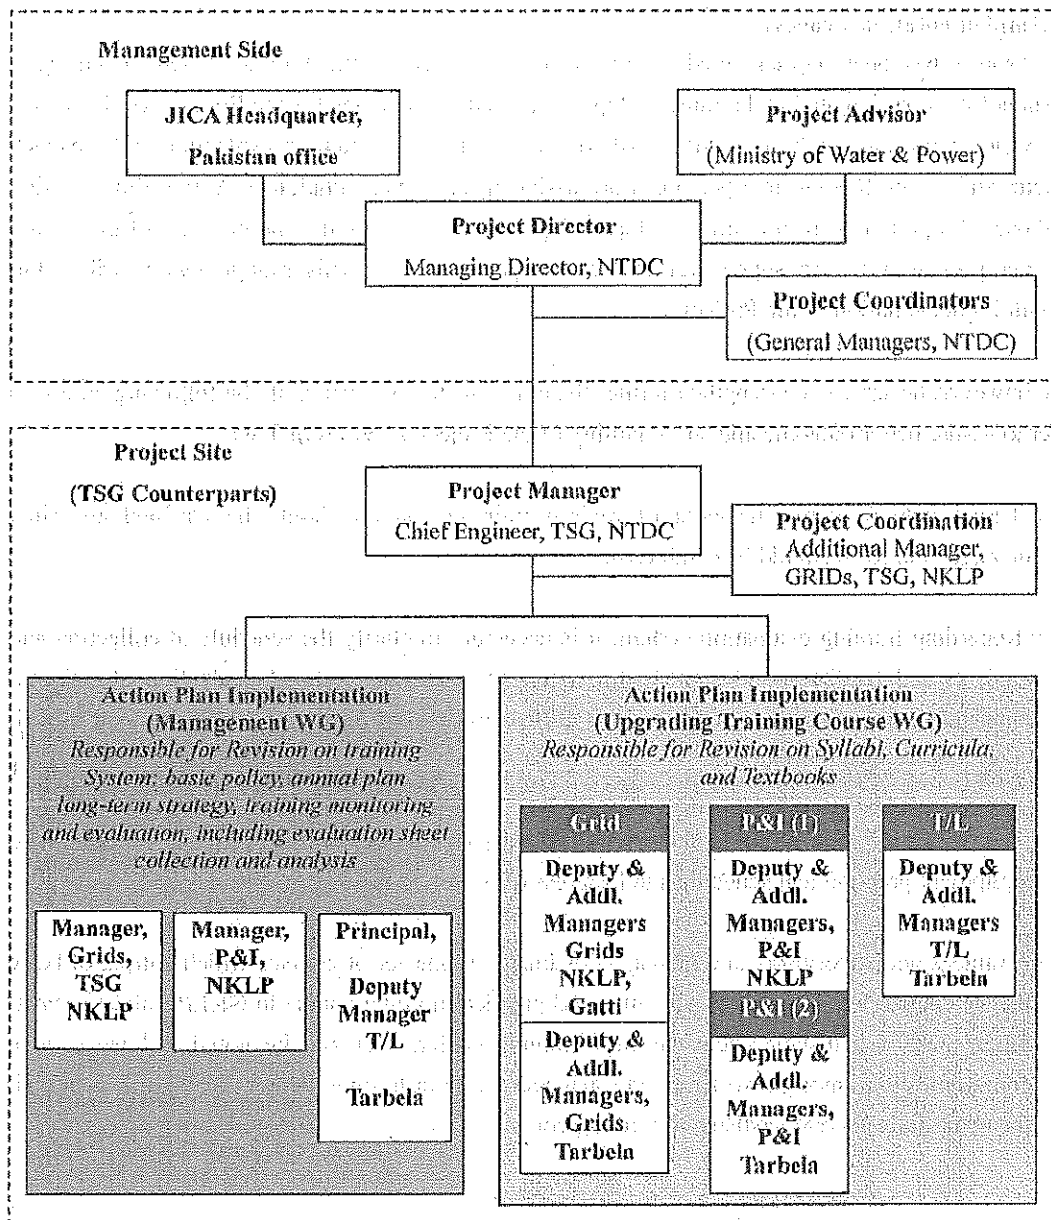 Management Side
JICA Headquarter,
Pakistan office
Project Advisor
(Ministry of Water & Power)
Project Director
Managing Director, NTDC
Project Coordinators
(General Managers, NTDC)
Project Site
(TSG Counterparts)
Project Manager
Chief Engineer, TSG, NTDC
Project Coordination
Additional Manager,
GRIDs, TSG, NKLP
Action Plan Implementation
(Management WG)
Responsible for Revision on training
System; basic policy, annual plan
long-term strategy, training monitoring
and evaluation, including evaluation sheet
collection and analysis
Manager,
Grids,
TSG
NKLP
Manager,
P&I,
NKLP
Principal,
Deputy
Manager
T/L
Tarbela
Action Plan Implementation
(Upgrading Training Course WG)
Responsible for Revision on Syllabi, Curricula,
and Textbooks
Grid
Deputy &
Addl.
Managers
Grids
NKLP,
Gatti
Deputy &
Addl.
Managers,
Grids
Tarbela
P&I (1)
Deputy &
Addl.
Managers,
P&I
NKLP
P&I (2)
Deputy &
Addl.
Managers,
P&I
Tarbela
T/L
Deputy &
Addl.
Managers
T/L
Tarbela